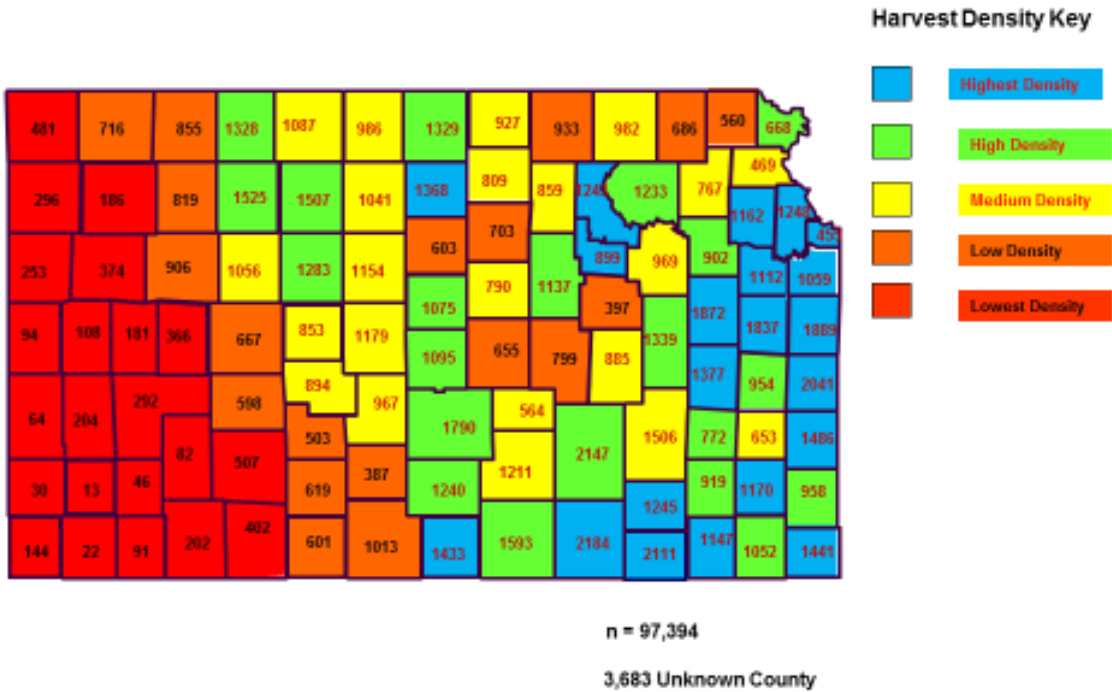 Harvest Density Key
Highest Density
High Density
Medium Density
Low Density
Lowest Density
481 716 855 1328 1087 986 1329 927 933 982 686 560 668
296 186 819 1525 1507 1041 1368 809 859 1233 767 469
1162
253 374 906 1056 1283 1154 603 703 1137 899 969 902 1112 1059
94 108 181 366 667 853 1179 1075 790 397 1872 1837 1889
1095 655 799 885 1339
64 204 292 598 894 967 1377 954 2041
503 1790 564 2147 1506 772 653 1486
82 507 387 1211
30 13 46 619 1240 1245 919 1170 958
144 22 91 202 402 601 1013 1433 1593 2184 2111 1147 1052 1441
n = 97,394
3,683 Unknown County